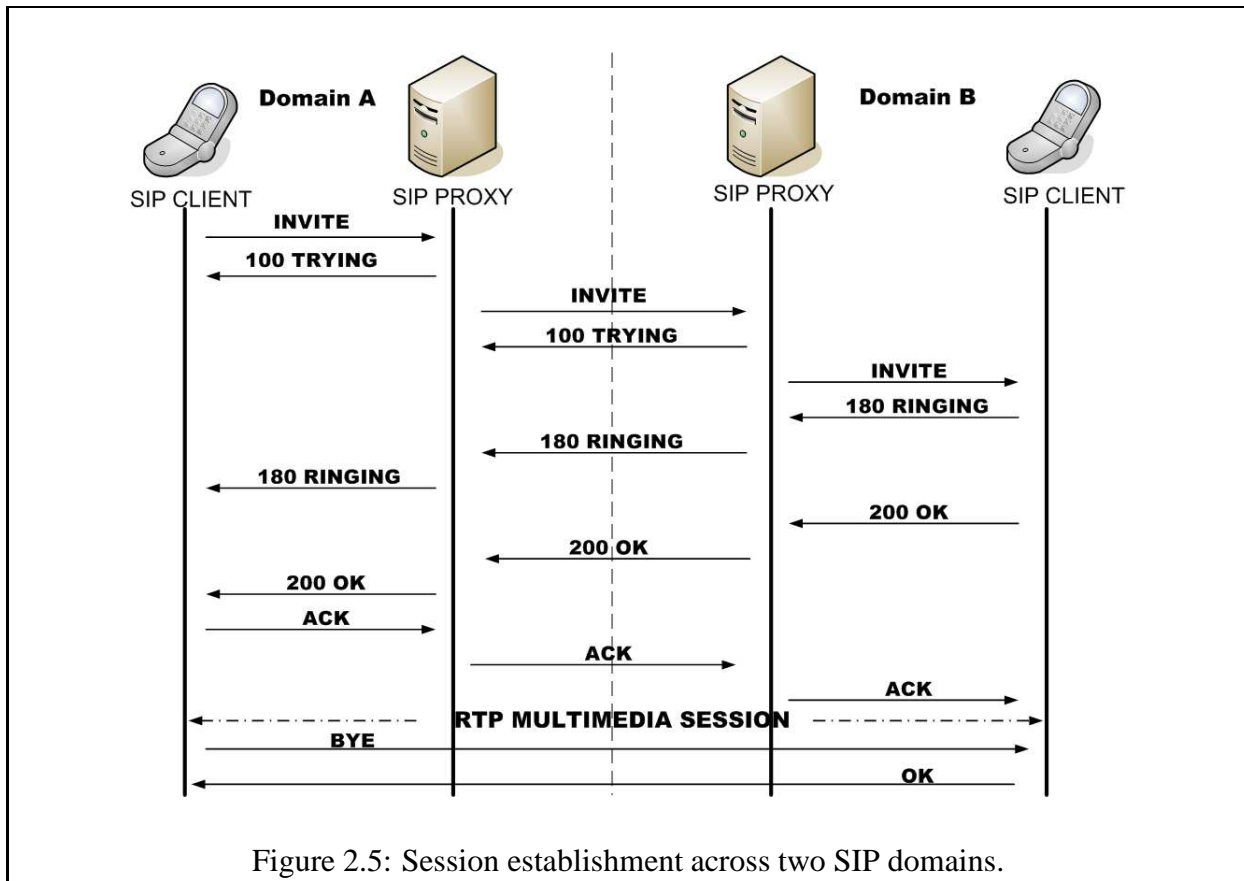 Domain A
Domain B
SIP CLIENT
SIP PROXY
SIP PROXY
SIP CLIENT
INVITE
100 TRYING
INVITE
100 TRYING
INVITE
180 RINGING
180 RINGING
180 RINGING
200 OK
200 OK
200 OK
ACK
ACK
ACK
RTP MULTIMEDIA SESSION
BYE
OK
Figure 2.5: Session establishment across two SIP domains.